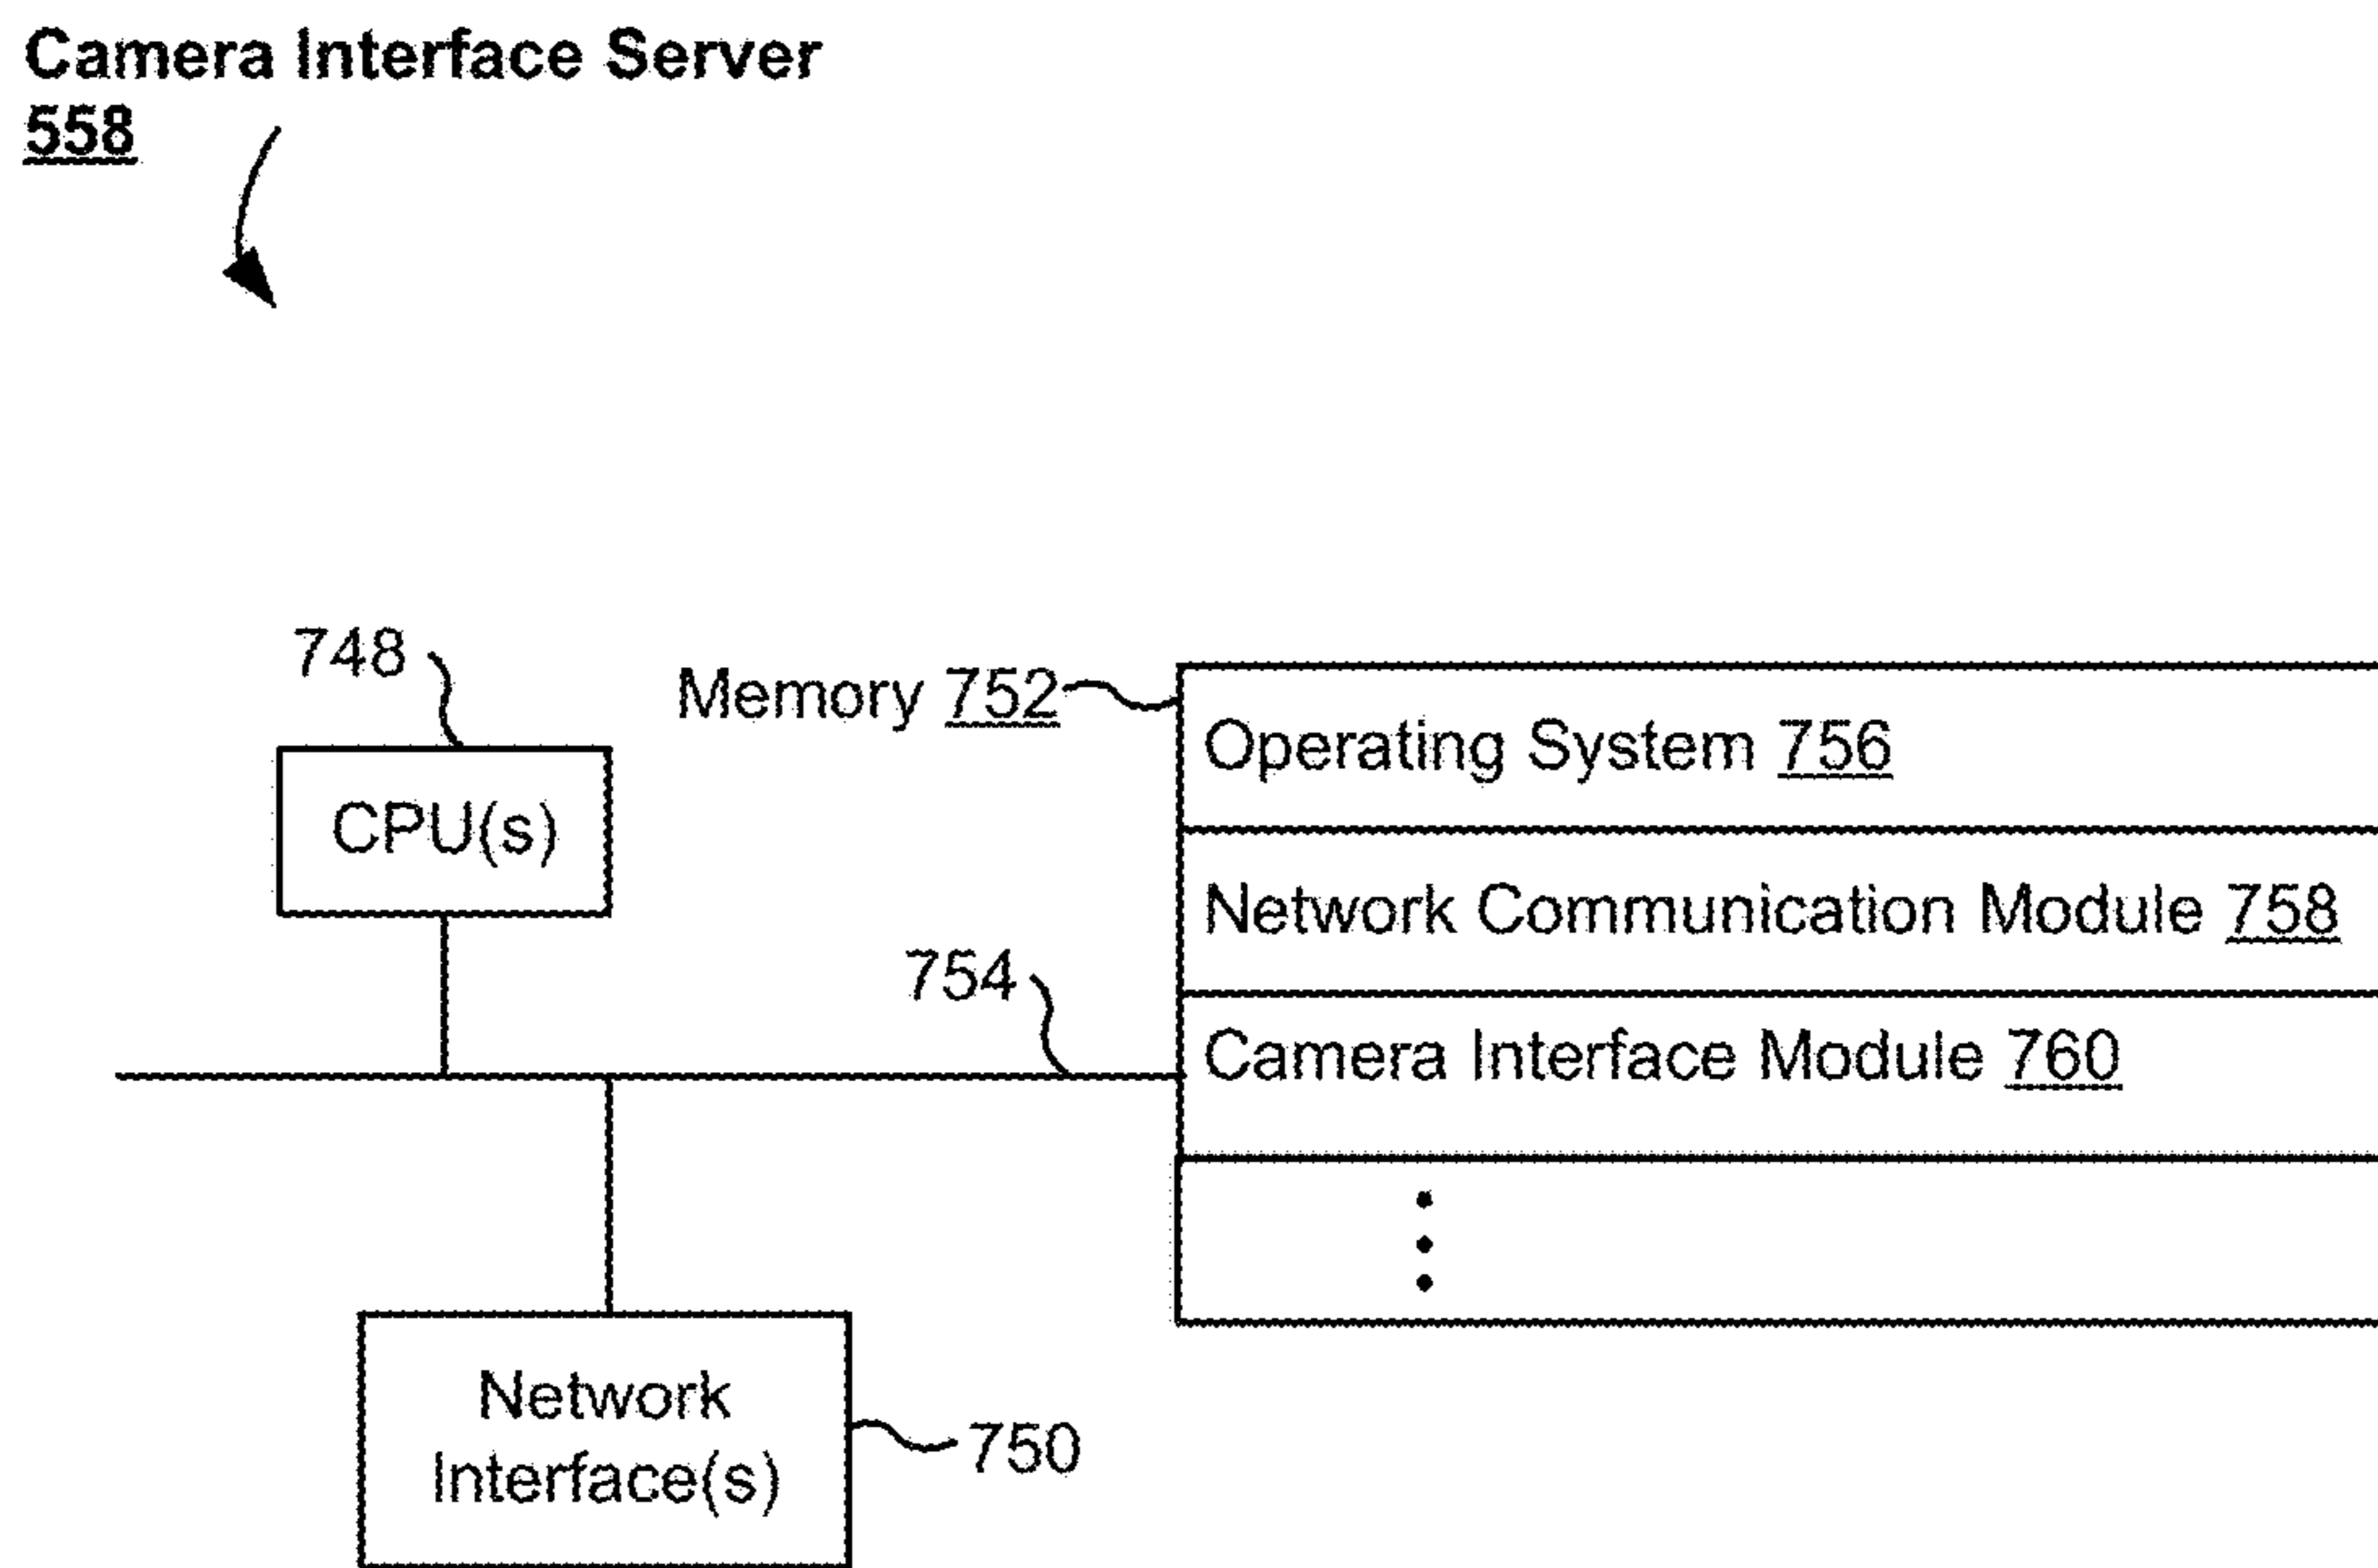 Camera Interface Server
558
748
Memory 752
Operating System 756
CPU(s)
Network Communication Module 758
754
Camera Interface Module 760
Network
Interface(s)
750